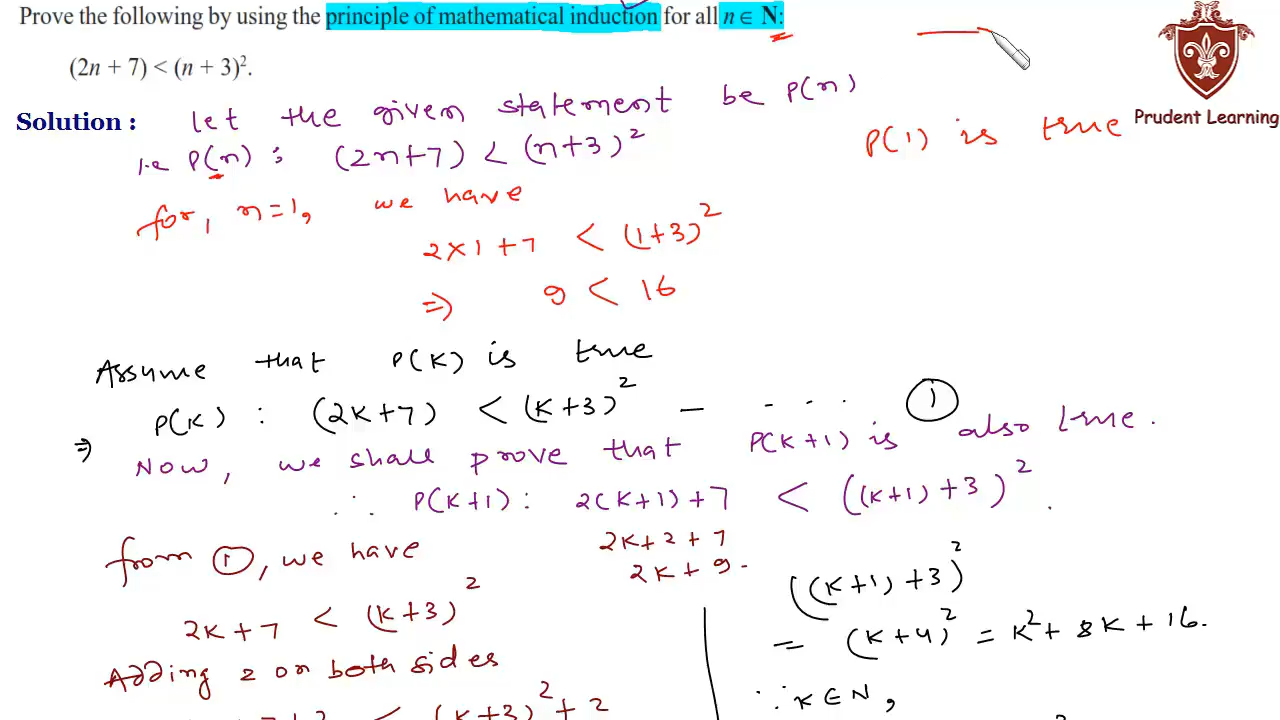 Prove the following by using the principle of mathematical induction for all n ∈ N:
(2n + 7) < (n + 3)².
Prudent Learning
Solution : let the given statement be P(n)
i.e P(n) : (2n+7) < (n+3)²
P(1) is true
for, n=1, we have
2×1+7 < (1+3)²
⇒ 9 < 16
Assume that P(K) is true
⇒ P(K) : (2K+7) < (K+3)² - - - - - ①
Now, we shall prove that P(K+1) is also true.
∴ P(K+1) : 2(K+1)+7 < ((K+1)+3)².
2K+2+7
2K+9.
from ①, we have
2K+7 < (K+3)²
Adding 2 on both sides
< (K+3)²+2
((K+1)+3)²
= (K+4)² = K²+8K+16.
∵ K∈N,